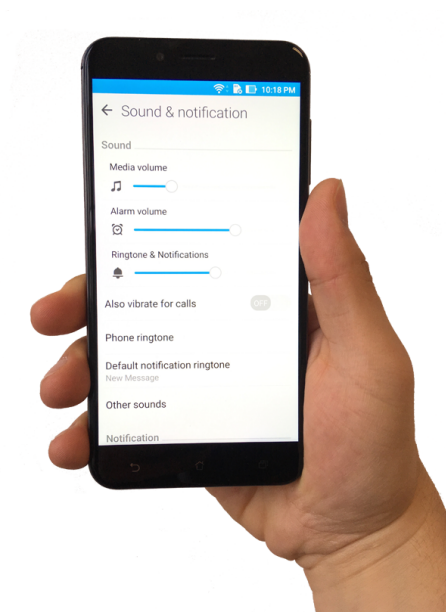 10:18 PM
Sound & notification
Sound
Media volume
Alarm volume
Ringtone & Notifications
Also vibrate for calls OFF
Phone ringtone
Default notification ringtone
New Message
Other sounds
Notification